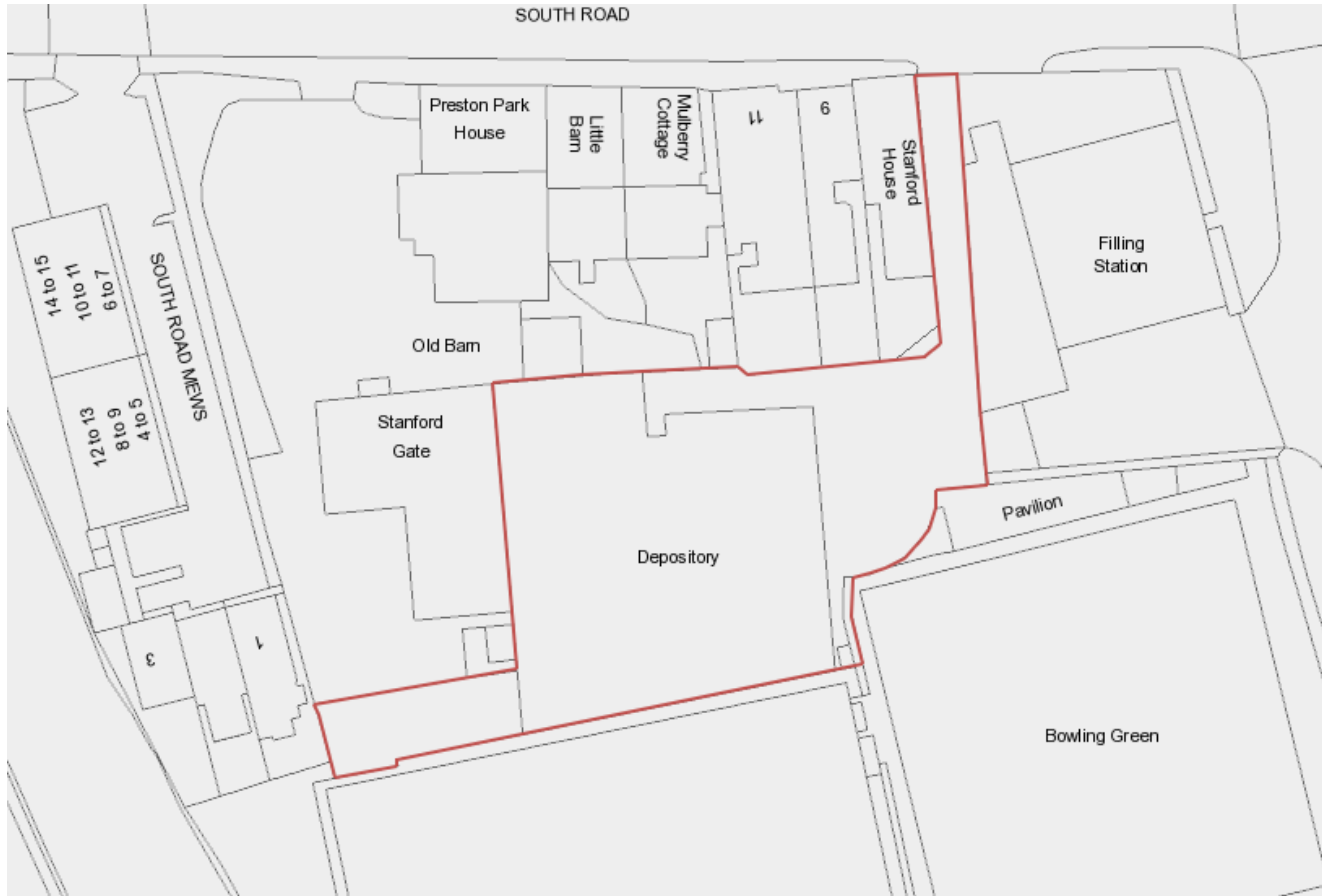 SOUTH ROAD
Preston Park
House
Little
Barn
Mulberry
Cottage
11
9
Stanford
House
Filling
Station
14 to 15
10 to 11
6 to 7
SOUTH ROAD MEWS
12 to 13
8 to 9
4 to 5
Old Barn
Stanford
Gate
Depository
Pavilion
3
1
Bowling Green